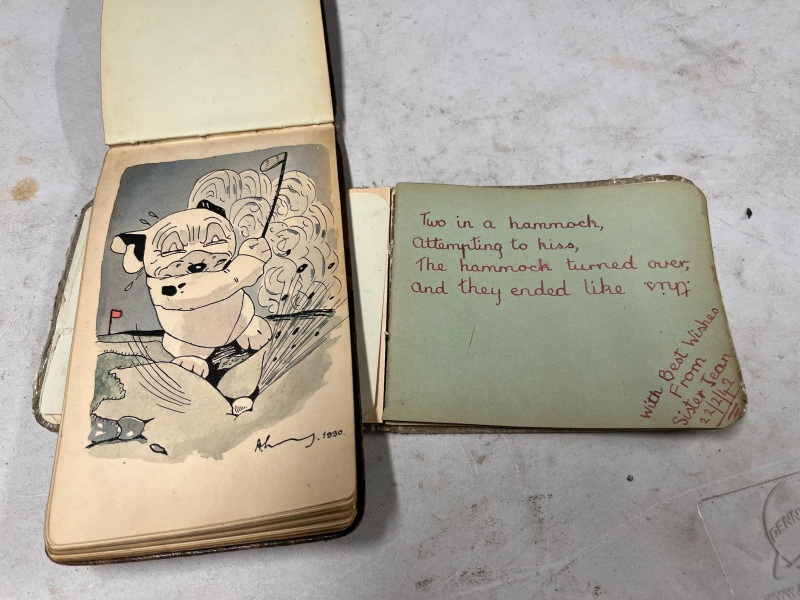 1930.
Two in a hammock,
Attempting to kiss,
The hammock turned over,
and they ended like this.
With Best Wishes
From
Sister Jean
22/2/42